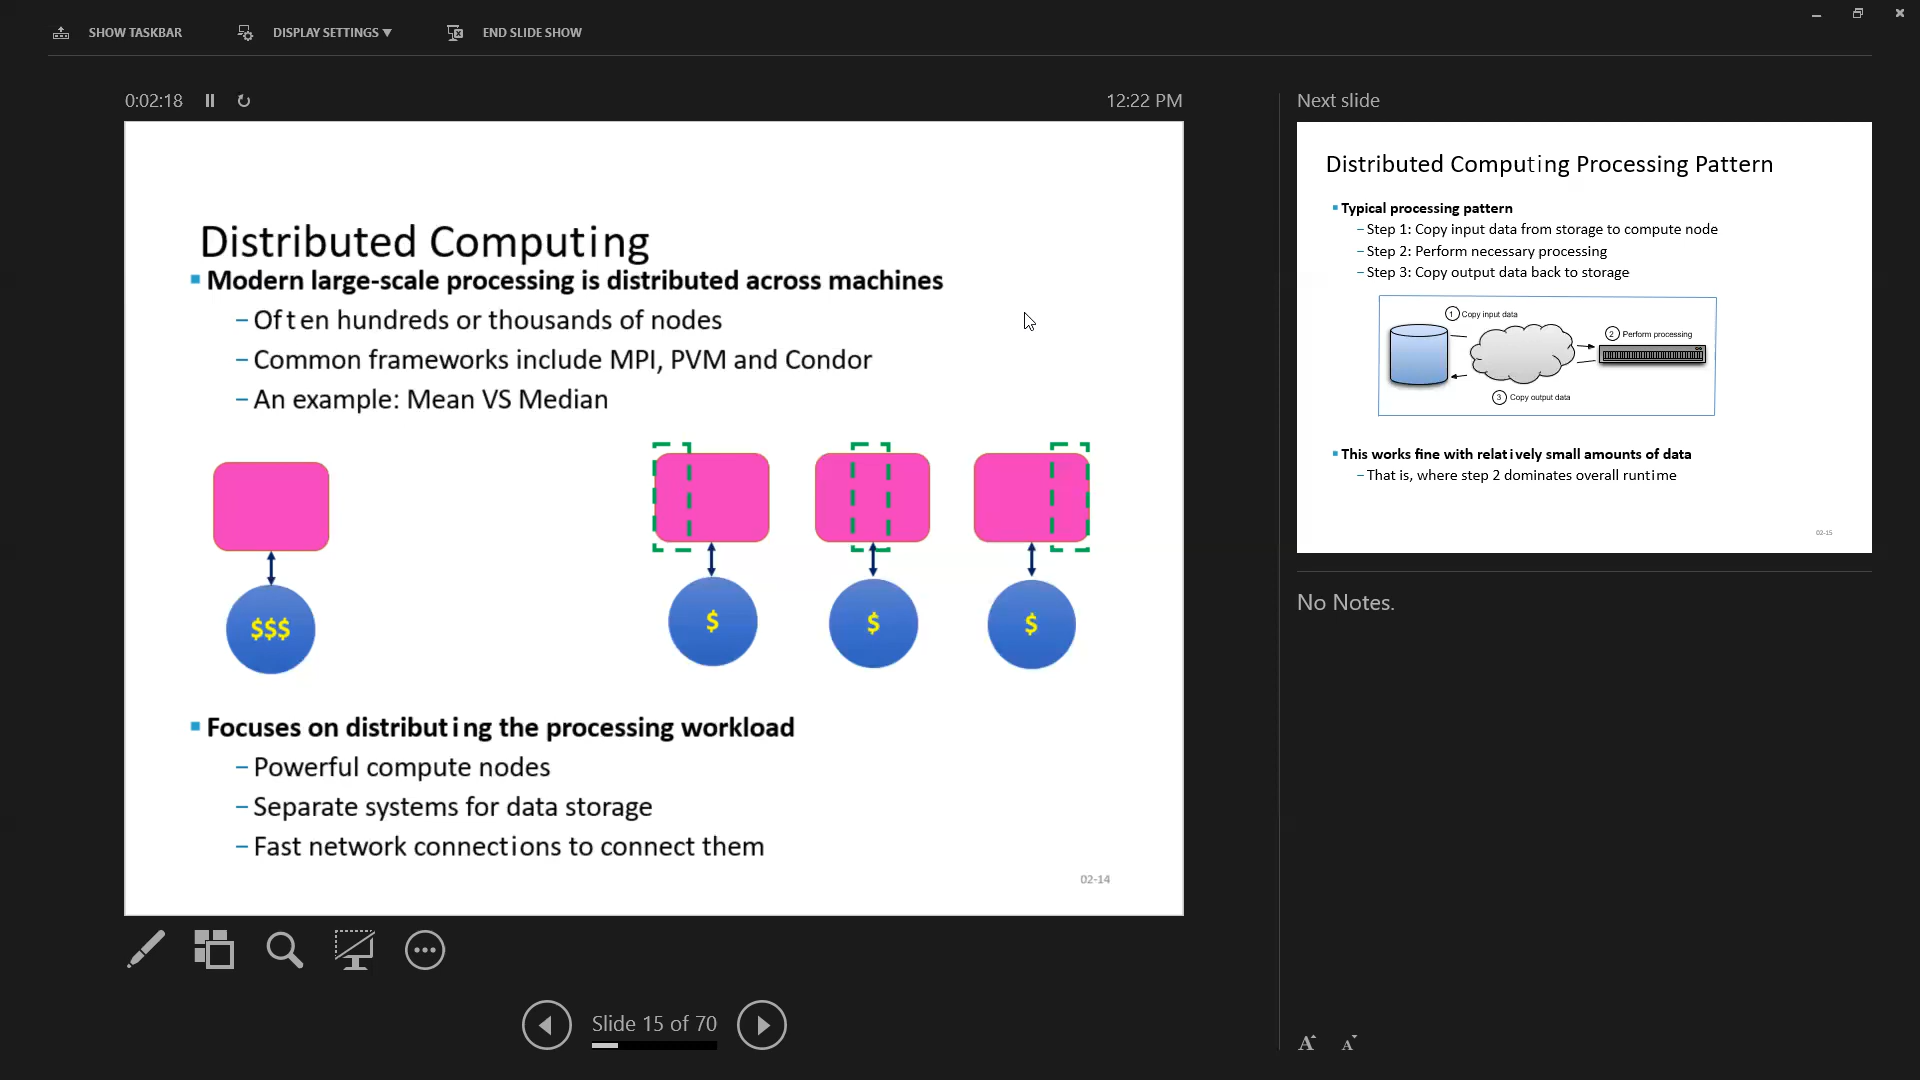 SHOW TASKBAR
DISPLAY SETTINGS ▼
END SLIDE SHOW
0:02:18
12:22 PM
Distributed Computing
Modern large-scale processing is distributed across machines
– Often hundreds or thousands of nodes
– Common frameworks include MPI, PVM and Condor
– An example: Mean VS Median
$$$
$
$
$
Focuses on distributing the processing workload
– Powerful compute nodes
– Separate systems for data storage
– Fast network connections to connect them
02-14
Slide 15 of 70
Next slide
Distributed Computing Processing Pattern
Typical processing pattern
– Step 1: Copy input data from storage to compute node
– Step 2: Perform necessary processing
– Step 3: Copy output data back to storage
1 Copy input data
2 Perform processing
3 Copy output data
This works fine with relatively small amounts of data
– That is, where step 2 dominates overall runtime
02-15
No Notes.
A
A